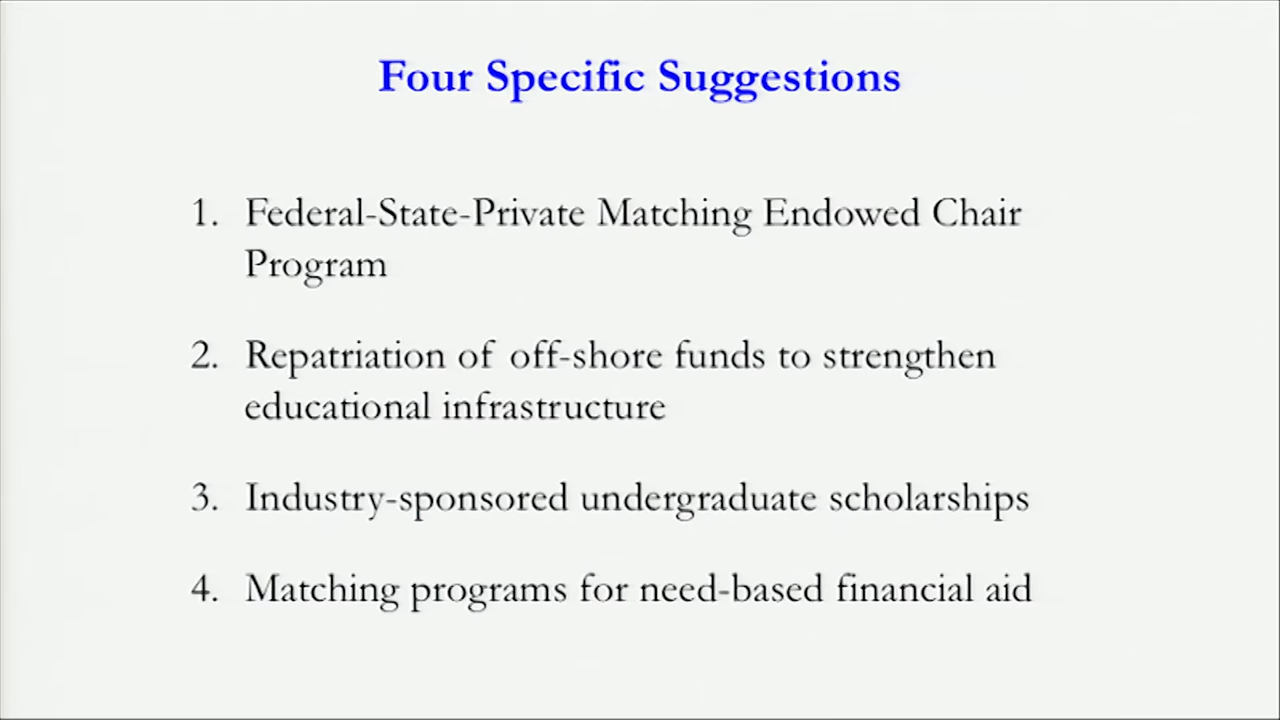 Four Specific Suggestions
1. Federal-State-Private Matching Endowed Chair
Program
2. Repatriation of off-shore funds to strengthen
educational infrastructure
3. Industry-sponsored undergraduate scholarships
4. Matching programs for need-based financial aid